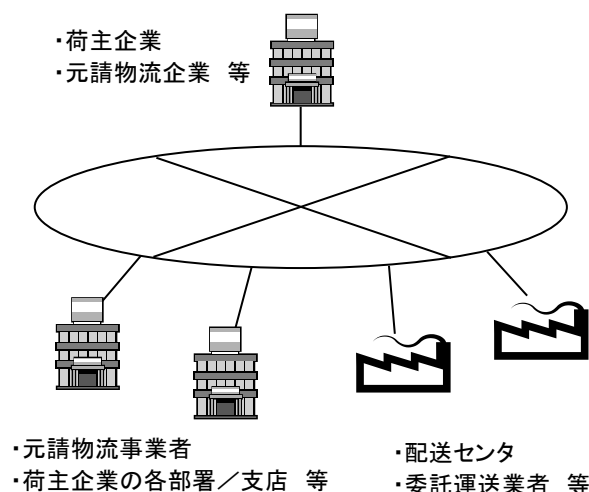 ・荷主企業
・元請物流企業 等
・元請物流事業者
・荷主企業の各部署／支店 等
・配送センタ
・委託運送業者 等